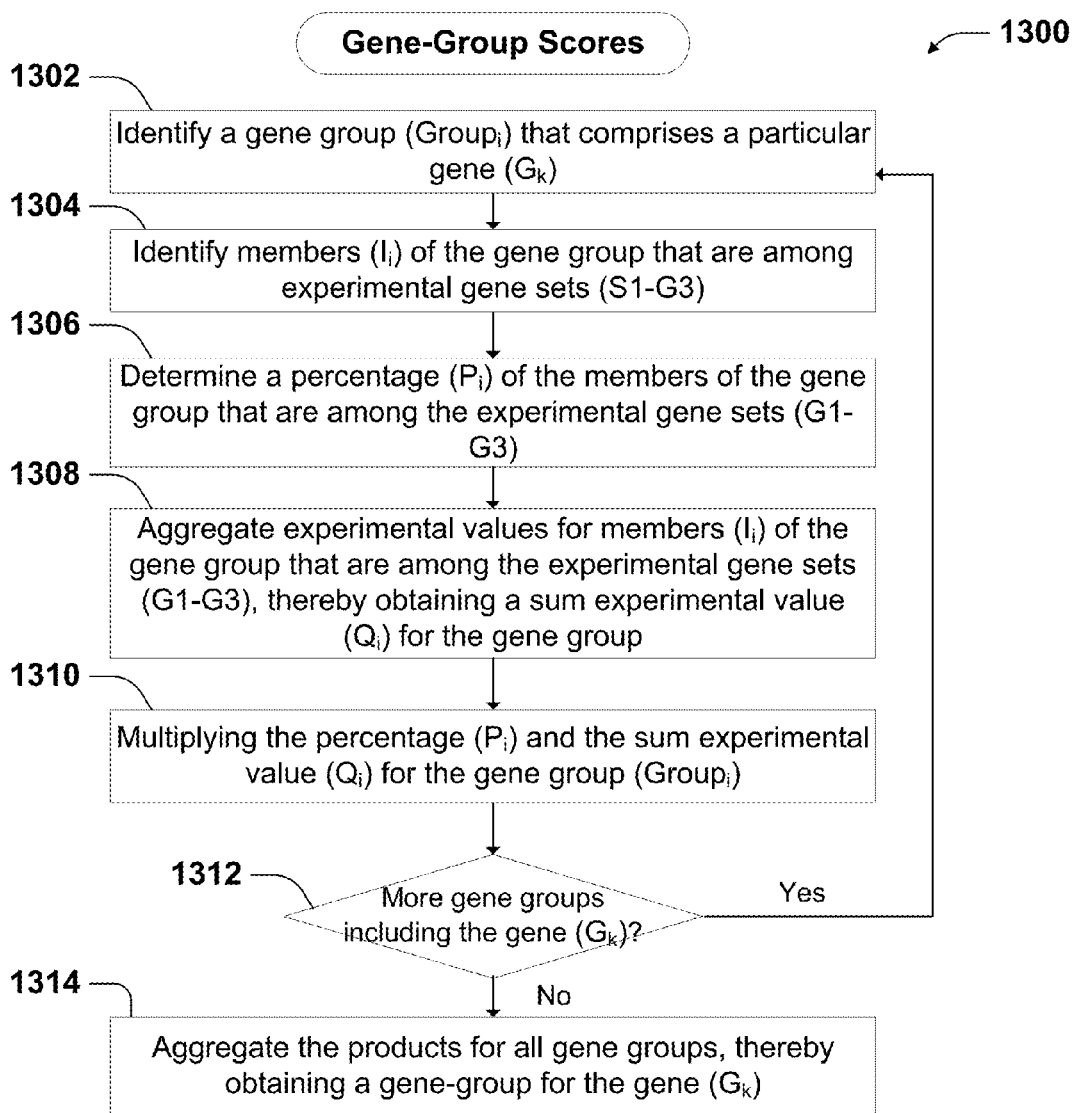 Gene-Group Scores
1300
1302
Identify a gene group (Groupᵢ) that comprises a particular
gene (Gₖ)
1304
Identify members (Iᵢ) of the gene group that are among
experimental gene sets (S1-G3)
1306
Determine a percentage (Pᵢ) of the members of the gene
group that are among the experimental gene sets (G1-
G3)
1308
Aggregate experimental values for members (Iᵢ) of the
gene group that are among the experimental gene sets
(G1-G3), thereby obtaining a sum experimental value
(Qᵢ) for the gene group
1310
Multiplying the percentage (Pᵢ) and the sum experimental
value (Qᵢ) for the gene group (Groupᵢ)
1312
More gene groups
including the gene (Gₖ)?
Yes
No
1314
Aggregate the products for all gene groups, thereby
obtaining a gene-group for the gene (Gₖ)